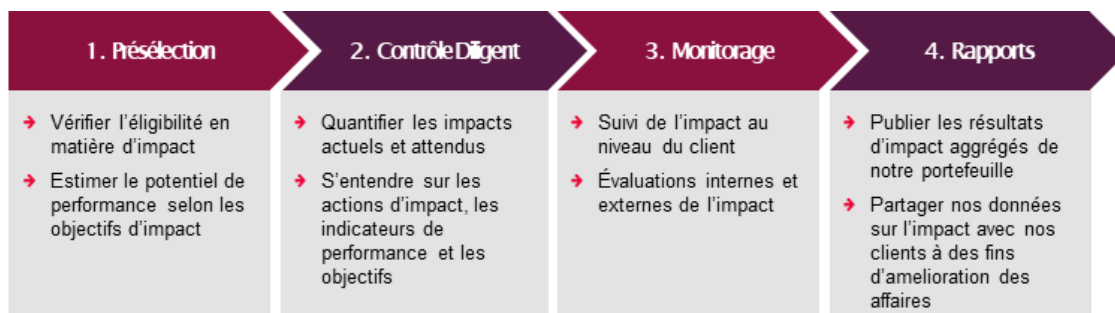 1. Présélection
Vérifier l'éligibilité en
matière d'impact
Estimer le potentiel de
performance selon les
objectifs d'impact
2. Contrôle Diligent
Quantifier les impacts
actuels et attendus
S'entendre sur les
actions d'impact, les
indicateurs de
performance et les
objectifs
3. Monitorage
Suivi de l'impact au
niveau du client
Évaluations internes et
externes de l'impact
4. Rapports
Publier les résultats
d'impact aggrégés de
notre portefeuille
Partager nos données
sur l'impact avec nos
clients à des fins
d'amelioration des
affaires